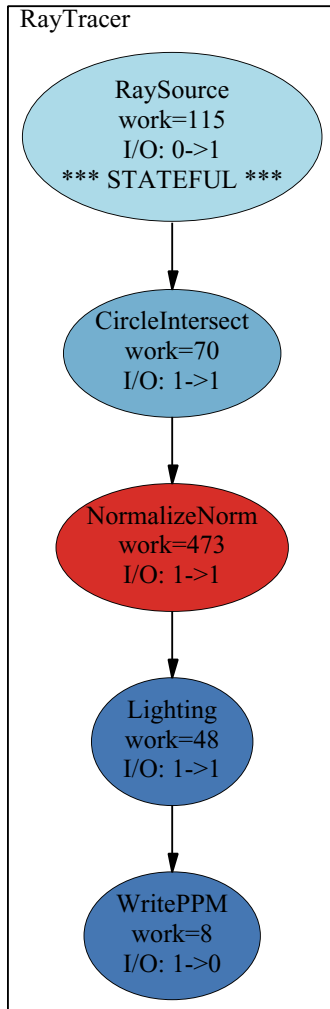 RayTracer
RaySource
work=115
I/O: 0->1
*** STATEFUL ***
CircleIntersect
work=70
I/O: 1->1
NormalizeNorm
work=473
I/O: 1->1
Lighting
work=48
I/O: 1->1
WritePPM
work=8
I/O: 1->0